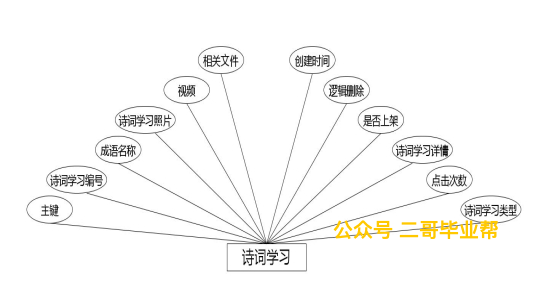 相关文件
创建时间
视频
逻辑删除
诗词学习照片
是否上架
成语名称
诗词学习详情
诗词学习编号
点击次数
主键
诗词学习类型
公众号 二哥毕业帮
诗词学习